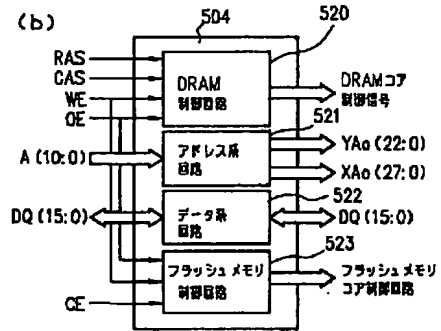 (b)
504
520
RAS
CAS
WE
OE
DRAM
制御回路
DRAMコア
制御信号
521
A(10:0)
アドレス系
回路
YAo(22:0)
XAo(27:0)
522
DQ(15:0)
データ系
回路
DQ(15:0)
523
フラッシュメモリ
制御回路
フラッシュメモリ
コア制御回路
CE